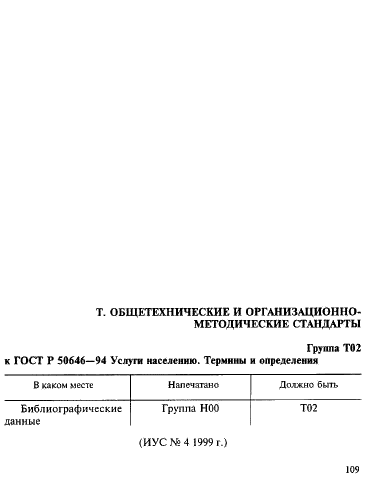 Т. ОБЩЕТЕХНИЧЕСКИЕ И ОРГАНИЗАЦИОННО-
МЕТОДИЧЕСКИЕ СТАНДАРТЫ
Группа Т02
к ГОСТ Р 50646—94 Услуги населению. Термины и определения
В каком месте Напечатано Должно быть
Библиографические Группа Н00 Т02
данные
(ИУС № 4 1999 г.)
109